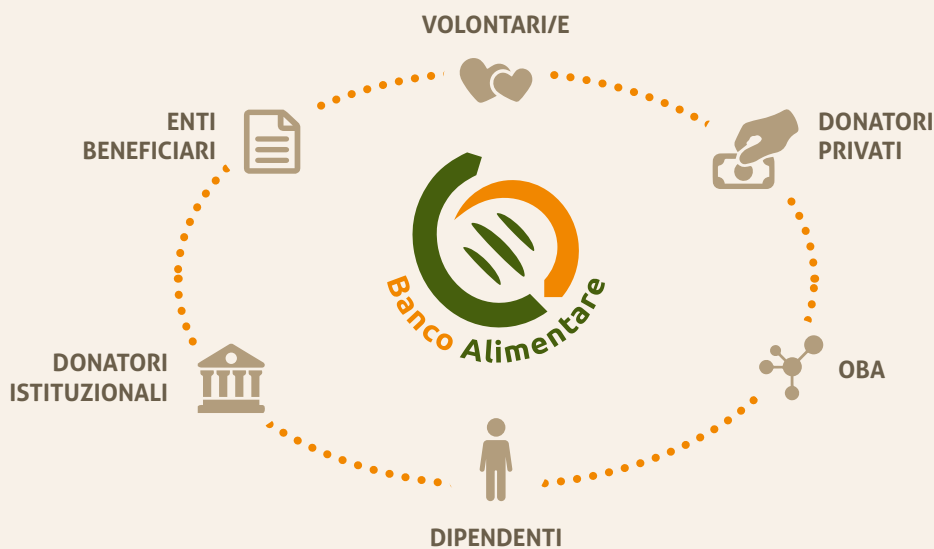 VOLONTARI/E
ENTI
BENEFICIARI
DONATORI
PRIVATI
Banco Alimentare
DONATORI
ISTITUZIONALI
OBA
DIPENDENTI